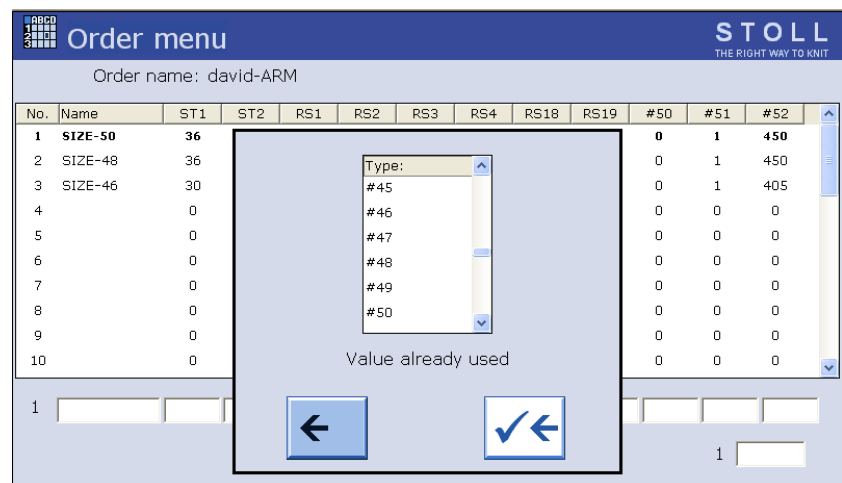 ABCD
1
2
3
Order menu
STOLL
THE RIGHT WAY TO KNIT
Order name: david-ARM
No. Name ST1 ST2 RS1 RS2 RS3 RS4 RS18 RS19 #50 #51 #52
1 SIZE-50 36 0 1 450
2 SIZE-48 36 0 1 450
3 SIZE-46 30 0 1 405
4 0 0 0 0
5 0 0 0 0
6 0 0 0 0
7 0 0 0 0
8 0 0 0 0
9 0 0 0 0
10 0 0 0 0
Type:
#45
#46
#47
#48
#49
#50
Value already used
1
1